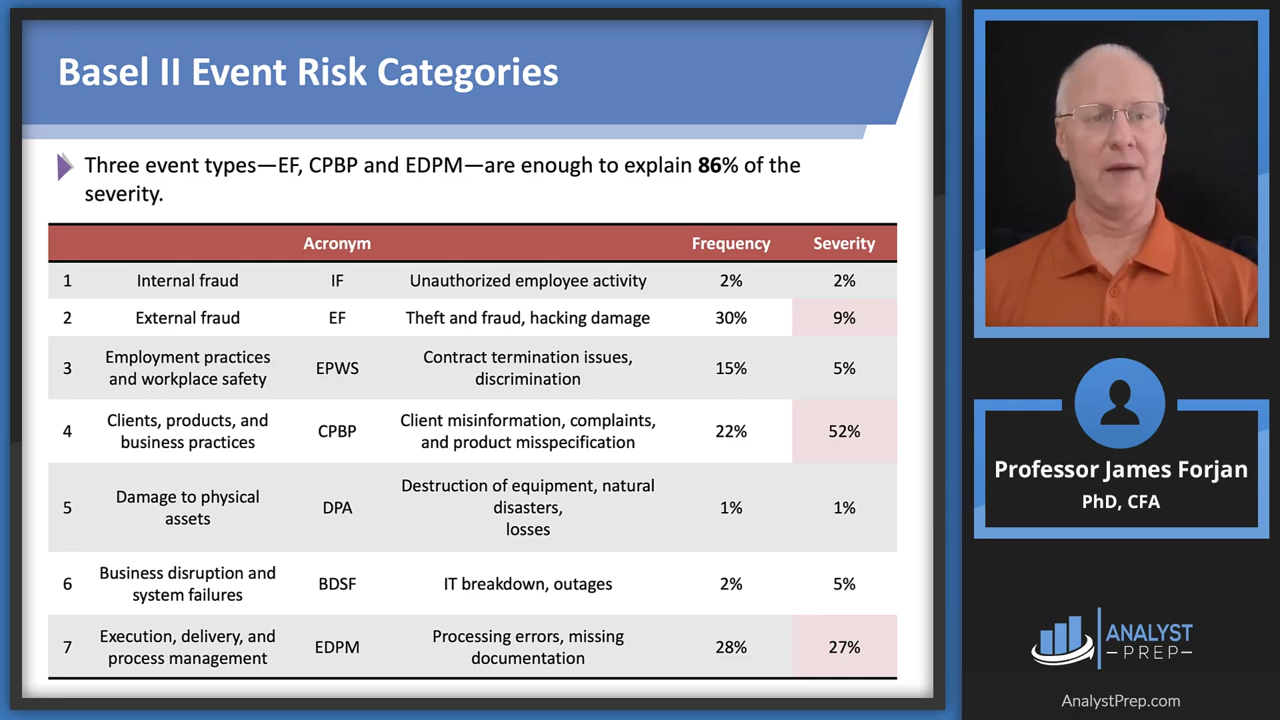 Basel II Event Risk Categories
Three event types—EF, CPBP and EDPM—are enough to explain 86% of the
severity.
Acronym Frequency Severity
1 Internal fraud IF Unauthorized employee activity 2% 2%
2 External fraud EF Theft and fraud, hacking damage 30% 9%
3 Employment practices
and workplace safety EPWS Contract termination issues,
discrimination 15% 5%
4 Clients, products, and
business practices CPBP Client misinformation, complaints,
and product misspecification 22% 52%
5 Damage to physical
assets DPA Destruction of equipment, natural
disasters,
losses 1% 1%
6 Business disruption and
system failures BDSF IT breakdown, outages 2% 5%
7 Execution, delivery, and
process management EDPM Processing errors, missing
documentation 28% 27%
Professor James Forjan
PhD, CFA
ANALYST
PREP
AnalystPrep.com